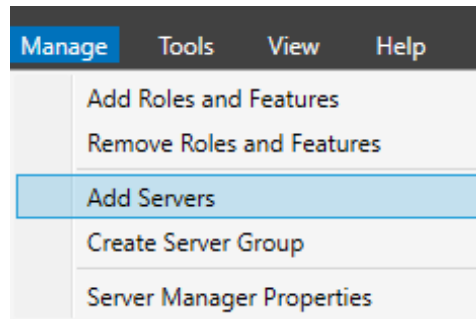 Manage Tools View Help
Add Roles and Features
Remove Roles and Features
Add Servers
Create Server Group
Server Manager Properties